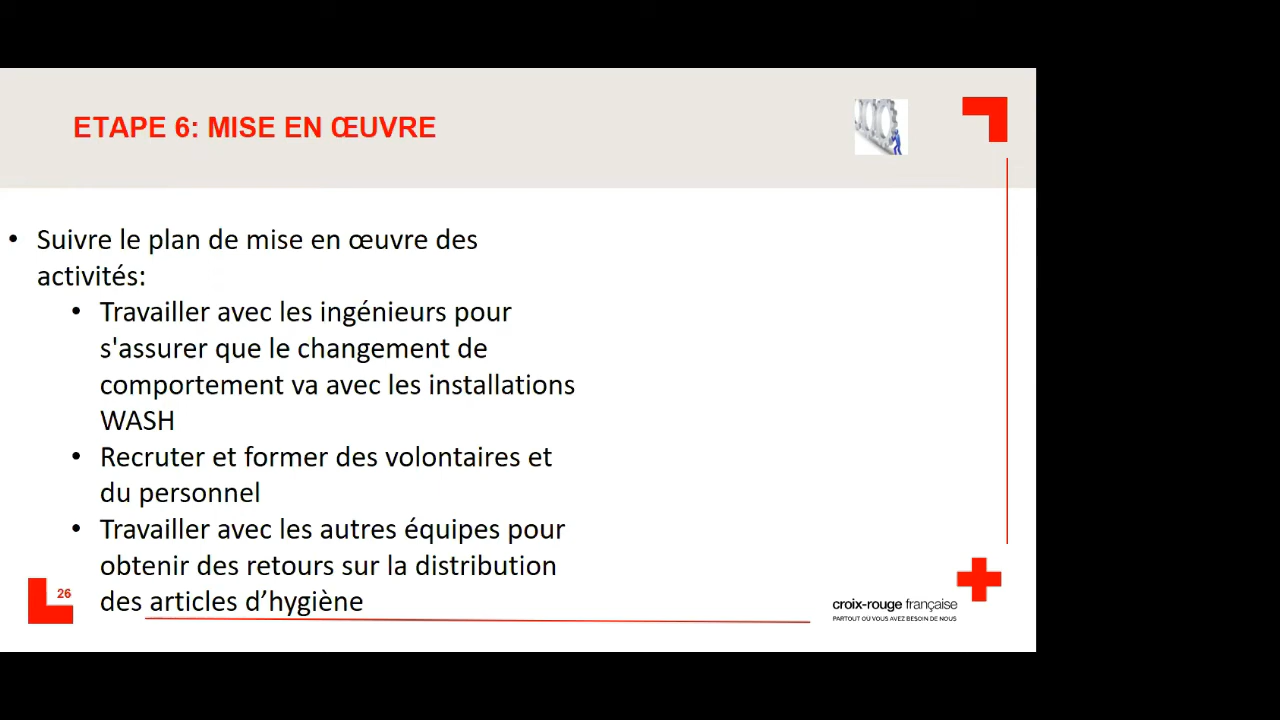 ETAPE 6: MISE EN ŒUVRE
• Suivre le plan de mise en œuvre des
activités:
• Travailler avec les ingénieurs pour
s'assurer que le changement de
comportement va avec les installations
WASH
• Recruter et former des volontaires et
du personnel
• Travailler avec les autres équipes pour
obtenir des retours sur la distribution
des articles d’hygiène
26
croix-rouge française
PARTOUT OÙ VOUS AVEZ BESOIN DE NOUS